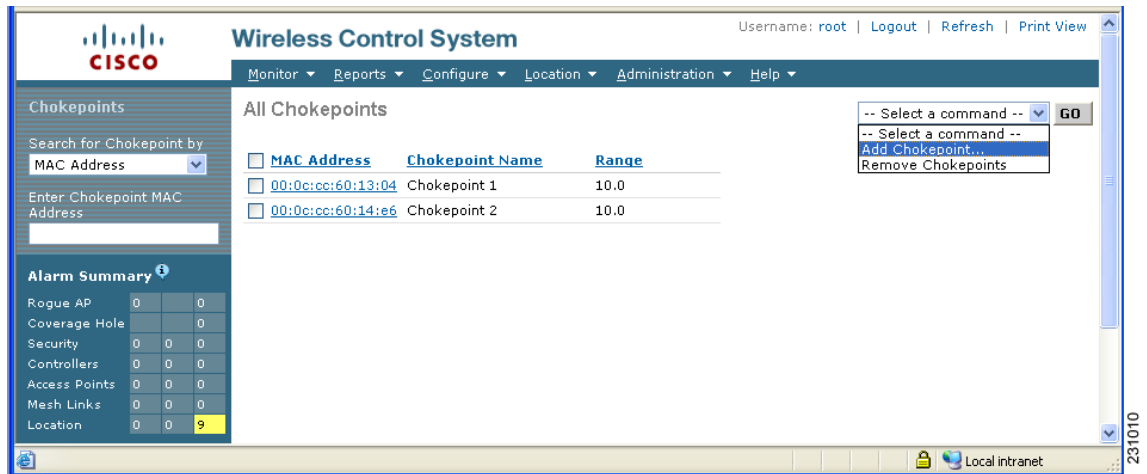 CISCO
Wireless Control System
Username: root | Logout | Refresh | Print View
Monitor Reports Configure Location Administration Help
Chokepoints
Search for Chokepoint by
MAC Address
Enter Chokepoint MAC
Address
All Chokepoints
-- Select a command -- GO
-- Select a command --
Add Chokepoint...
Remove Chokepoints
MAC Address Chokepoint Name Range
00:0c:cc:60:13:04 Chokepoint 1 10.0
00:0c:cc:60:14:e6 Chokepoint 2 10.0
Alarm Summary
Rogue AP 0 0
Coverage Hole 0
Security 0 0 0
Controllers 0 0 0
Access Points 0 0 0
Mesh Links 0 0 0
Location 0 0 9
Local intranet
231010